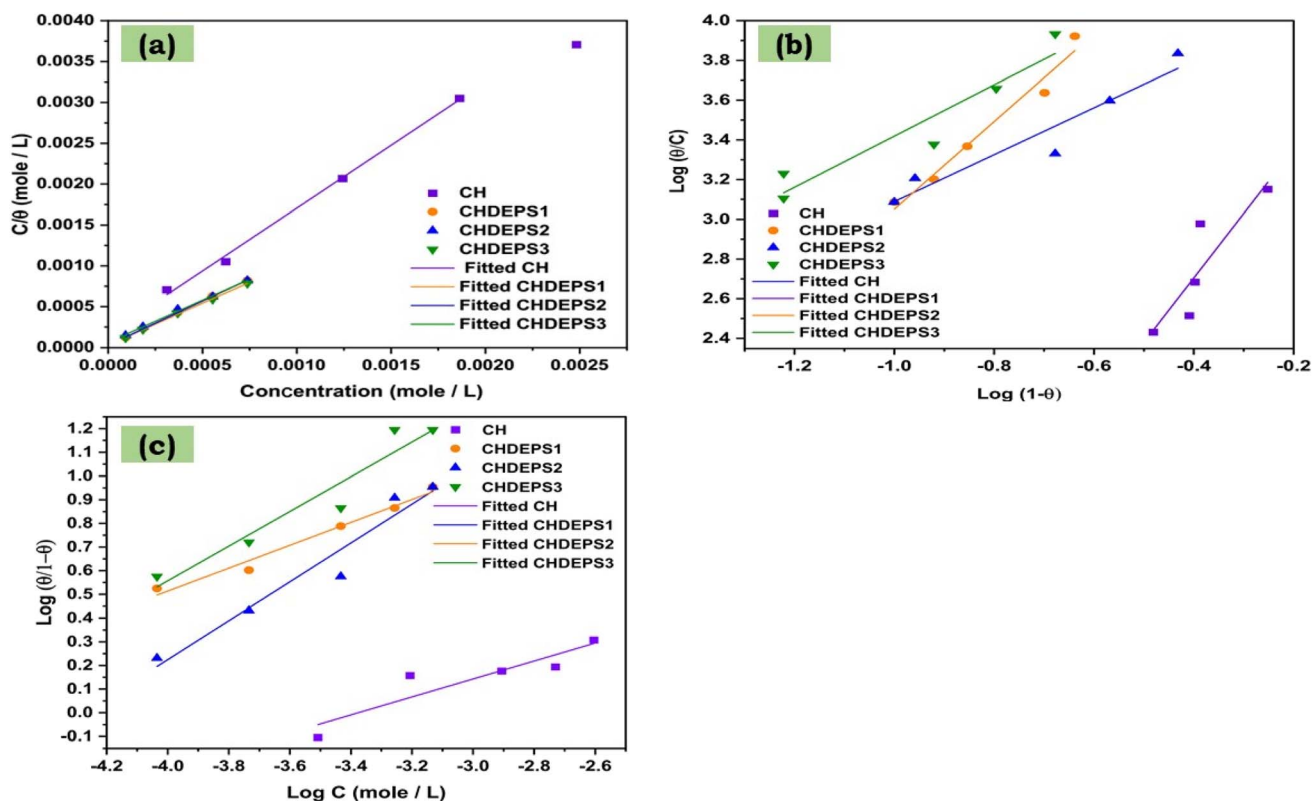 (a)
0.0040
0.0035
0.0030
0.0025
0.0020
0.0015
0.0010
0.0005
0.0000
C/θ (mole / L)
CH
CHDEPS1
CHDEPS2
CHDEPS3
Fitted CH
Fitted CHDEPS1
Fitted CHDEPS2
Fitted CHDEPS3
0.0000 0.0005 0.0010 0.0015 0.0020 0.0025
Concentration (mole / L)
(b)
4.0
3.8
3.6
3.4
3.2
3.0
2.8
2.6
2.4
Log (θ/C)
CH
CHDEPS1
CHDEPS2
CHDEPS3
Fitted CH
Fitted CHDEPS1
Fitted CHDEPS2
Fitted CHDEPS3
-1.2 -1.0 -0.8 -0.6 -0.4 -0.2
Log (1-θ)
(c)
1.2
1.1
1.0
0.9
0.8
0.7
0.6
0.5
0.4
0.3
0.2
0.1
0.0
-0.1
Log (θ/1–θ)
CH
CHDEPS1
CHDEPS2
CHDEPS3
Fitted CH
Fitted CHDEPS1
Fitted CHDEPS2
Fitted CHDEPS3
-4.2 -4.0 -3.8 -3.6 -3.4 -3.2 -3.0 -2.8 -2.6
Log C (mole / L)